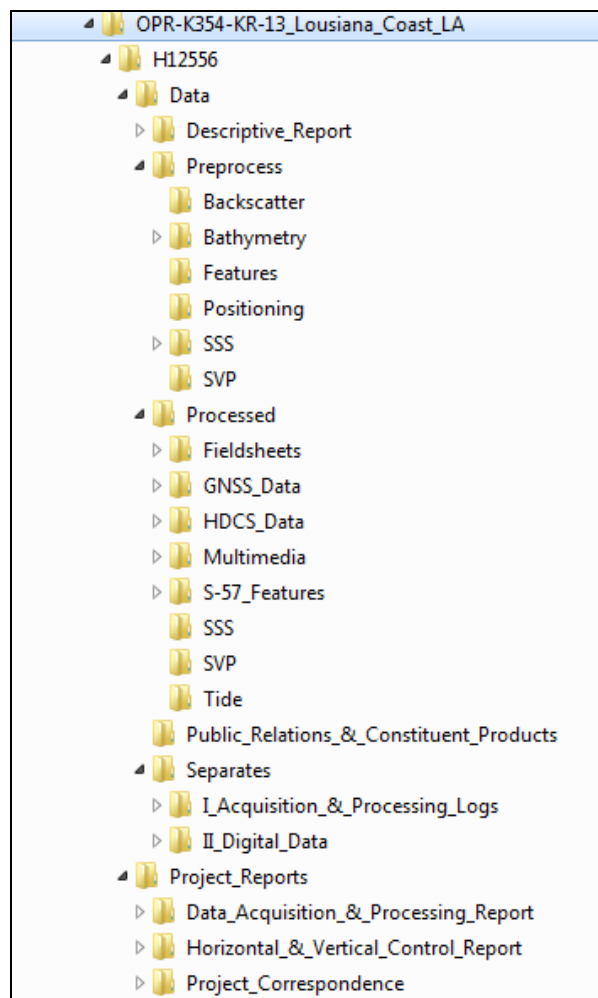 OPR-K354-KR-13_Lousiana_Coast_LA
H12556
Data
Descriptive_Report
Preprocess
Backscatter
Bathymetry
Features
Positioning
SSS
SVP
Processed
Fieldsheets
GNSS_Data
HDCS_Data
Multimedia
S-57_Features
SSS
SVP
Tide
Public_Relations_&_Constituent_Products
Separates
I_Acquisition_&_Processing_Logs
II_Digital_Data
Project_Reports
Data_Acquisition_&_Processing_Report
Horizontal_&_Vertical_Control_Report
Project_Correspondence